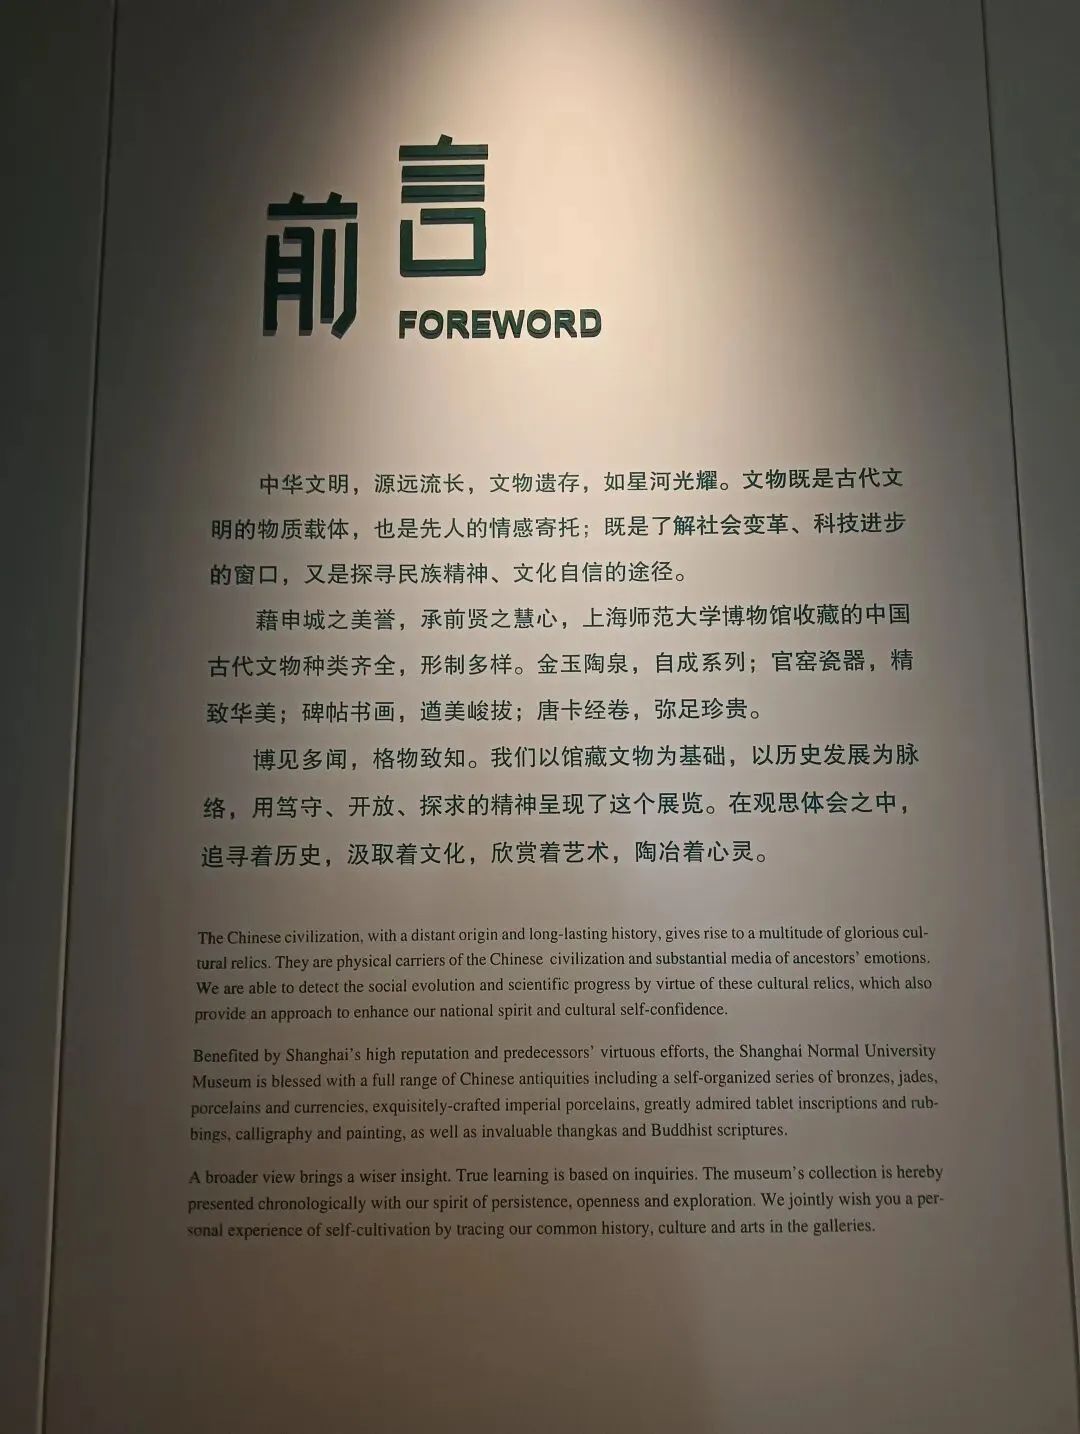 前言
FOREWORD
中华文明，源远流长，文物遗存，如星河光耀。文物既是古代文
明的物质载体，也是先人的情感寄托；既是了解社会变革、科技进步
的窗口，又是探寻民族精神、文化自信的途径。
藉申城之美誉，承前贤之慧心，上海师范大学博物馆收藏的中国
古代文物种类齐全，形制多样。金玉陶泉，自成系列；官窑瓷器，精
致华美；碑帖书画，遒美峻拔；唐卡经卷，弥足珍贵。
博见多闻，格物致知。我们以馆藏文物为基础，以历史发展为脉
络，用笃守、开放、探求的精神呈现了这个展览。在观思体会之中，
追寻着历史，汲取着文化，欣赏着艺术，陶冶着心灵。
The Chinese civilization, with a distant origin and long-lasting history, gives rise to a multitude of glorious cul-
tural relics. They are physical carriers of the Chinese civilization and substantial media of ancestors' emotions.
We are able to detect the social evolution and scientific progress by virtue of these cultural relics, which also
provide an approach to enhance our national spirit and cultural self-confidence.
Benefited by Shanghai's high reputation and predecessors' virtuous efforts, the Shanghai Normal University
Museum is blessed with a full range of Chinese antiquities including a self-organized series of bronzes, jades,
porcelains and currencies, exquisitely-crafted imperial porcelains, greatly admired tablet inscriptions and rub-
bings, calligraphy and painting, as well as invaluable thangkas and Buddhist scriptures.
A broader view brings a wiser insight. True learning is based on inquiries. The museum's collection is hereby
presented chronologically with our spirit of persistence, openness and exploration. We jointly wish you a per-
sonal experience of self-cultivation by tracing our common history, culture and arts in the galleries.